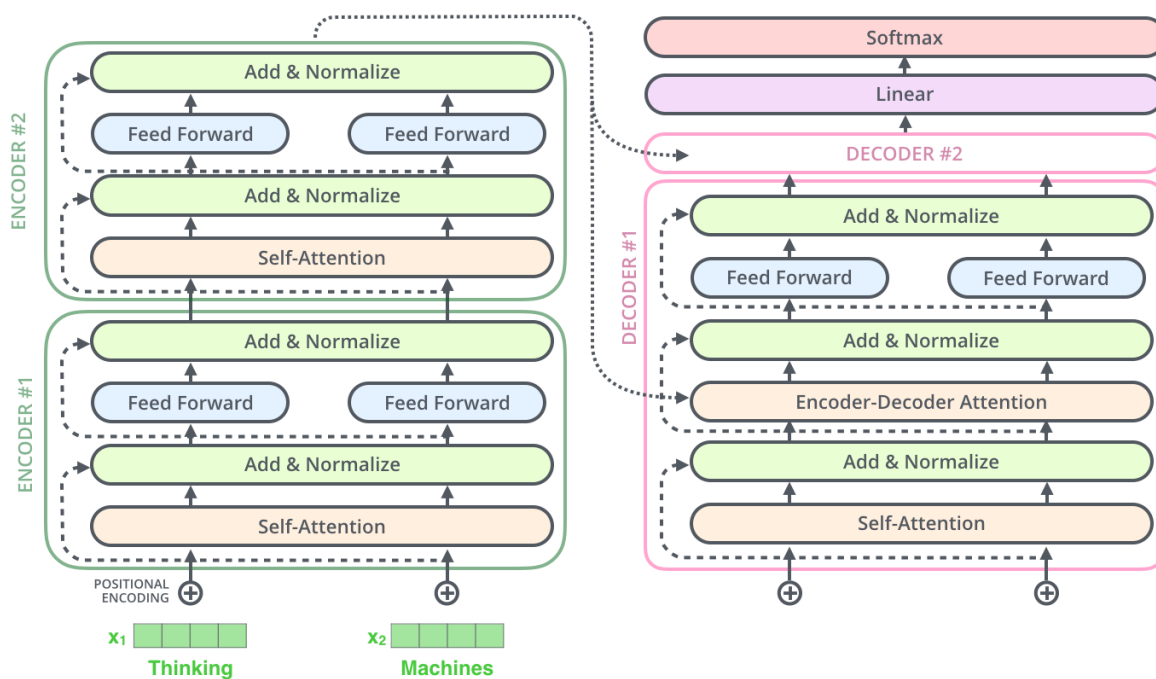 ENCODER #2
Add & Normalize
Feed Forward
Feed Forward
Add & Normalize
Self-Attention
ENCODER #1
Add & Normalize
Feed Forward
Feed Forward
Add & Normalize
Self-Attention
POSITIONAL
ENCODING
x1
x2
Thinking
Machines
Softmax
Linear
DECODER #2
DECODER #1
Add & Normalize
Feed Forward
Feed Forward
Add & Normalize
Encoder-Decoder Attention
Add & Normalize
Self-Attention